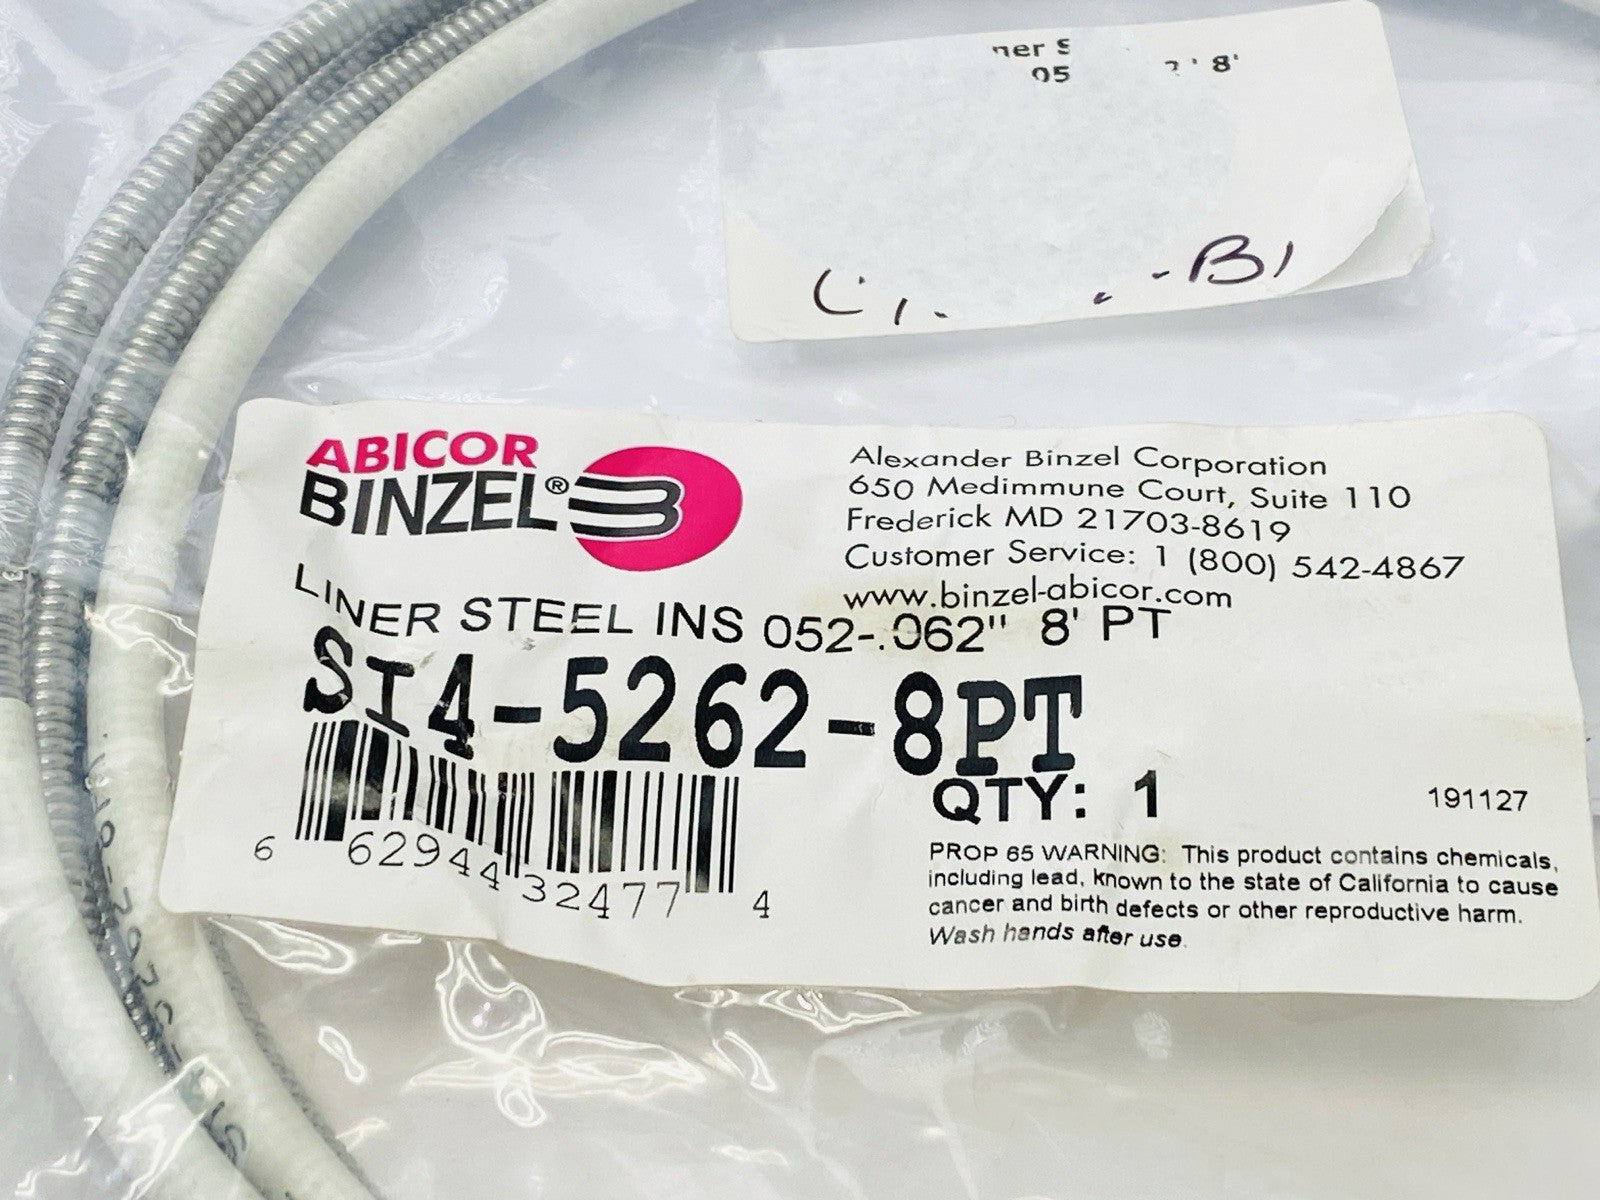 8'
05
ABICOR
BINZEL®
Alexander Binzel Corporation
650 Medimmune Court, Suite 110
Frederick MD 21703-8619
Customer Service: 1 (800) 542-4867
www.binzel-abicor.com
LINER STEEL INS 052-.062" 8' PT
SI4-5262-8PT
QTY: 1
191127
6 62944 32477 4
PROP 65 WARNING: This product contains chemicals,
including lead, known to the state of California to cause
cancer and birth defects or other reproductive harm.
Wash hands after use.